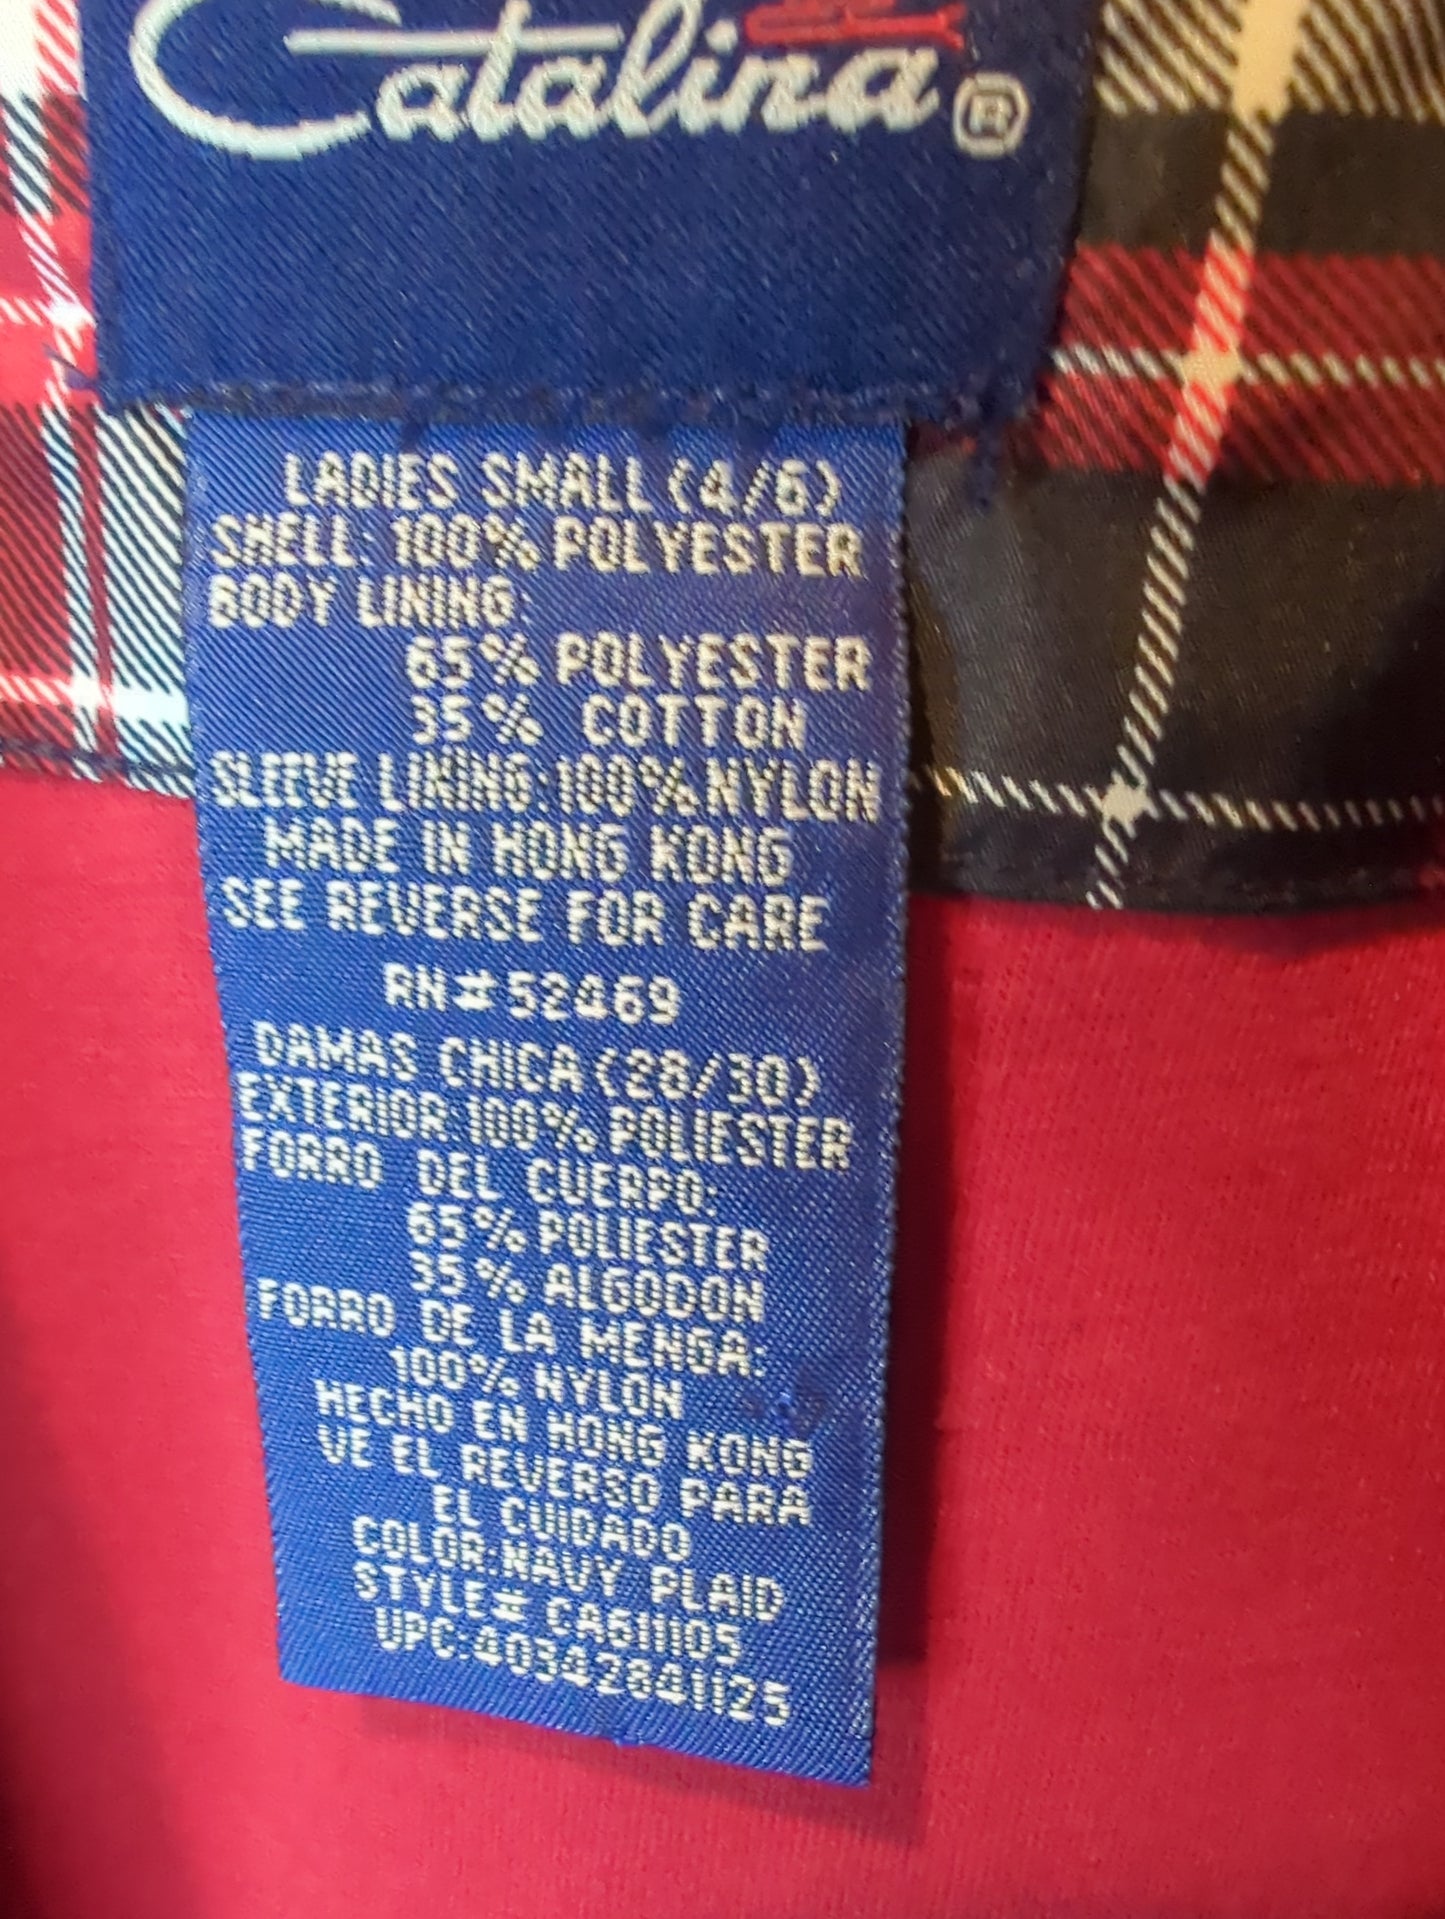 Catalina®
LADIES SMALL (4/6)
SHELL: 100% POLYESTER
BODY LINING:
65% POLYESTER
35% COTTON
SLEEVE LINING: 100% NYLON
MADE IN HONG KONG
SEE REVERSE FOR CARE
RN# 52469
DAMAS CHICA (28/30)
EXTERIOR: 100% POLIESTER
FORRO DEL CUERPO:
65% POLIESTER
35% ALGODON
FORRO DE LA MENGA:
100% NYLON
HECHO EN HONG KONG
VE EL REVERSO PARA
EL CUIDADO
COLOR: NAVY PLAID
STYLE# CA611105
UPC: 40342841125